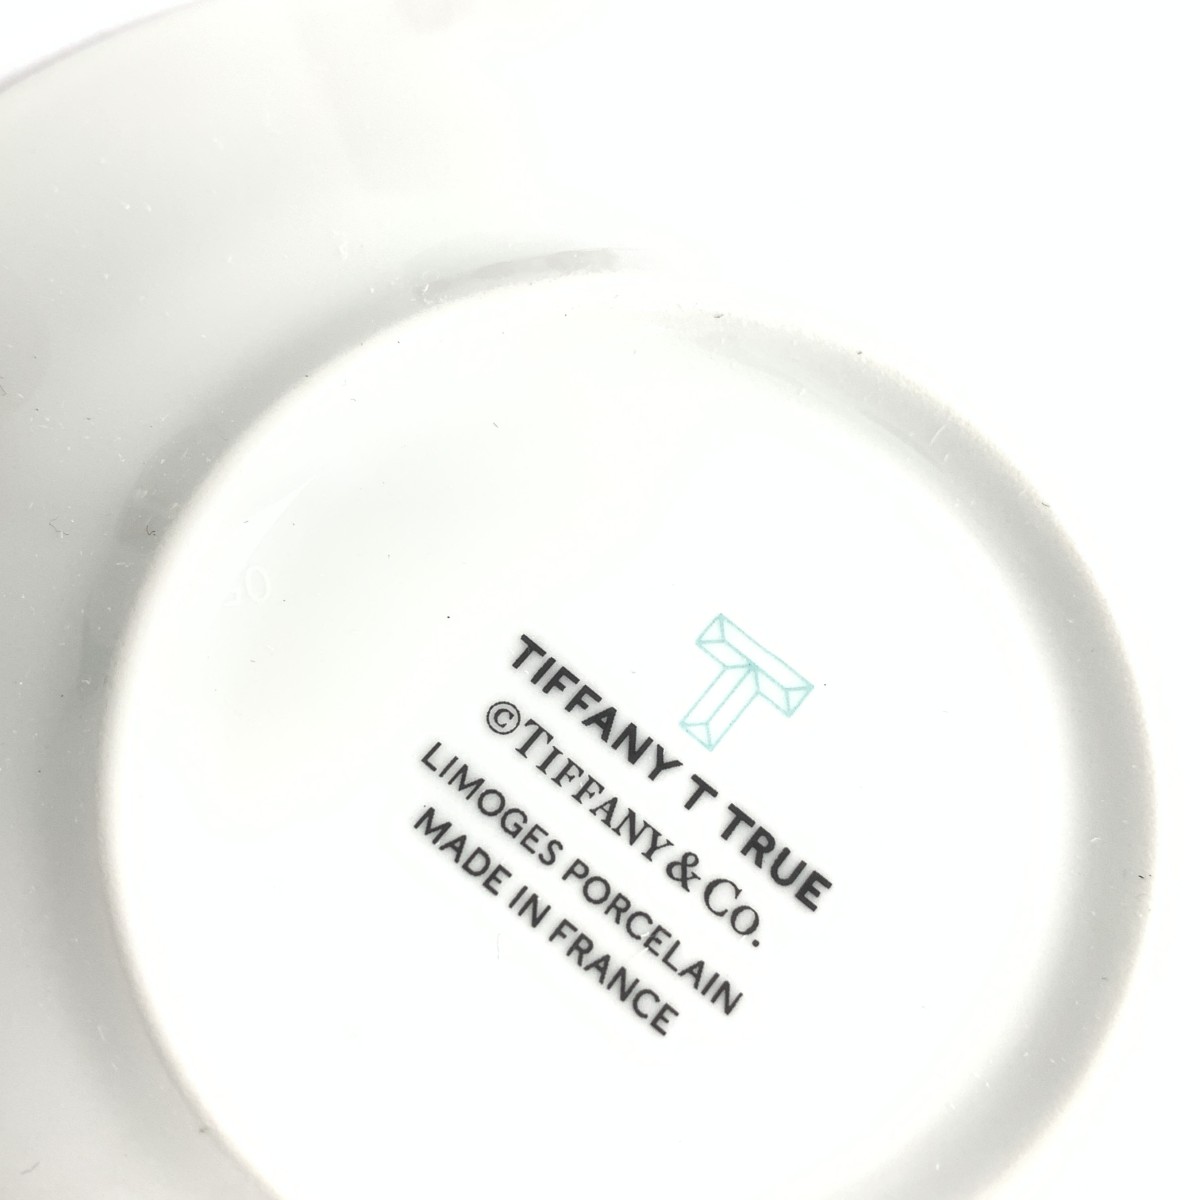 T
TIFFANY T TRUE
©TIFFANY & CO.
LIMOGES PORCELAIN
MADE IN FRANCE